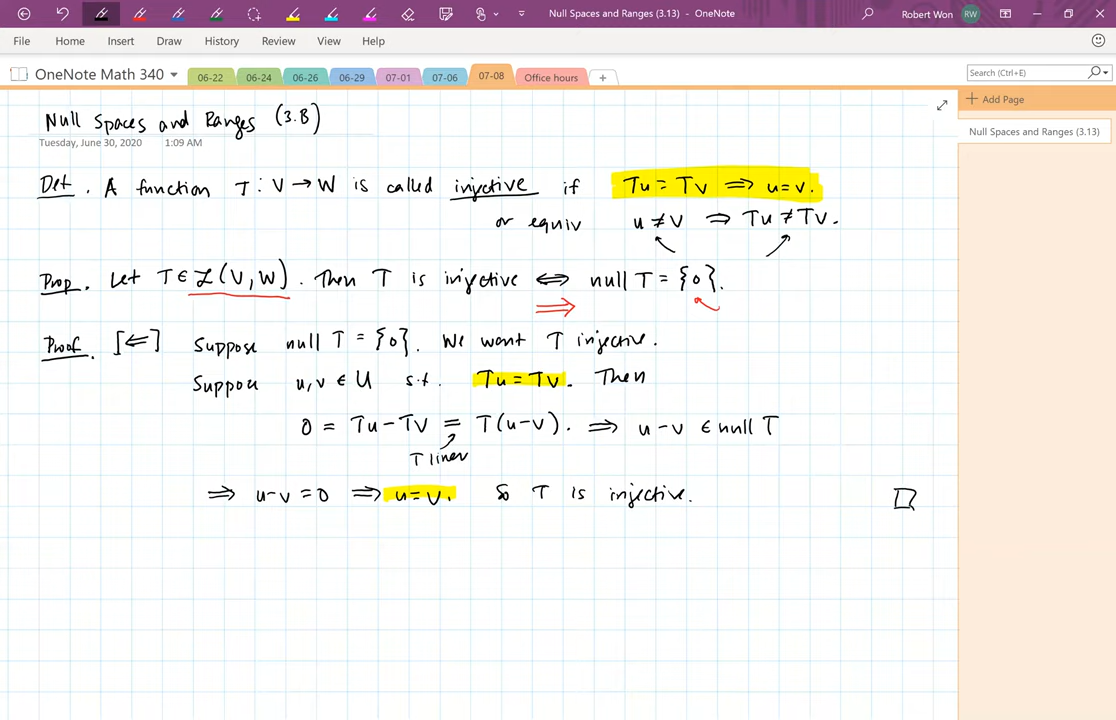 Null Spaces and Ranges (3.13) - OneNote
Robert Won RW
File Home Insert Draw History Review View Help
OneNote Math 340 06-22 06-24 06-26 06-29 07-01 07-06 07-08 Office hours
Search (Ctrl+E)
Add Page
Null Spaces and Ranges (3.13)
Null Spaces and Ranges (3.B)
Tuesday, June 30, 2020 1:09 AM
Def. A function T : V → W is called injective if Tu = Tv ⟹ u = v.
or equiv u ≠ v ⟹ Tu ≠ Tv.
Prop. Let T ∈ ℒ(V, W). Then T is injective ⟺ null T = {0}.
⟹
Proof. [⟸] Suppose null T = {0}. We want T injective.
Suppose u, v ∈ U s.t. Tu = Tv. Then
0 = Tu - Tv = T(u-v). ⟹ u - v ∈ null T
T linear
⟹ u-v = 0 ⟹ u = v. So T is injective. □